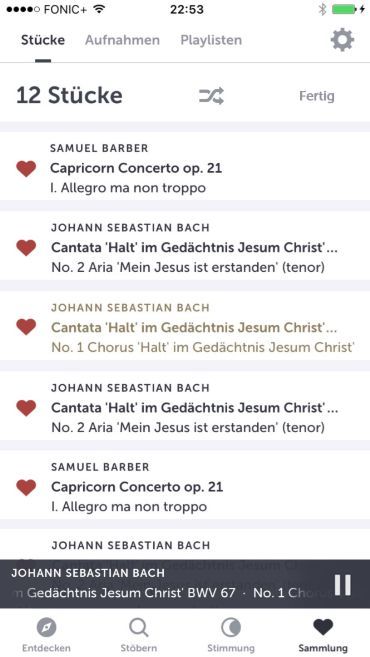 FONIC+ 22:53
Stücke Aufnahmen Playlisten
12 Stücke Fertig
SAMUEL BARBER
Capricorn Concerto op. 21
I. Allegro ma non troppo
JOHANN SEBASTIAN BACH
Cantata 'Halt' im Gedächtnis Jesum Christ'...
No. 2 Aria 'Mein Jesus ist erstanden' (tenor)
JOHANN SEBASTIAN BACH
Cantata 'Halt' im Gedächtnis Jesum Christ'...
No. 1 Chorus 'Halt' im Gedächtnis Jesum Christ'
JOHANN SEBASTIAN BACH
Cantata 'Halt' im Gedächtnis Jesum Christ'...
No. 2 Aria 'Mein Jesus ist erstanden' (tenor)
SAMUEL BARBER
Capricorn Concerto op. 21
I. Allegro ma non troppo
JOHANN SEBASTIAN BACH
JOHANN SEBASTIAN BACH
m Gedächtnis Jesum Christ' BWV 67 · No. 1 Chorus
Entdecken Stöbern Stimmung Sammlung